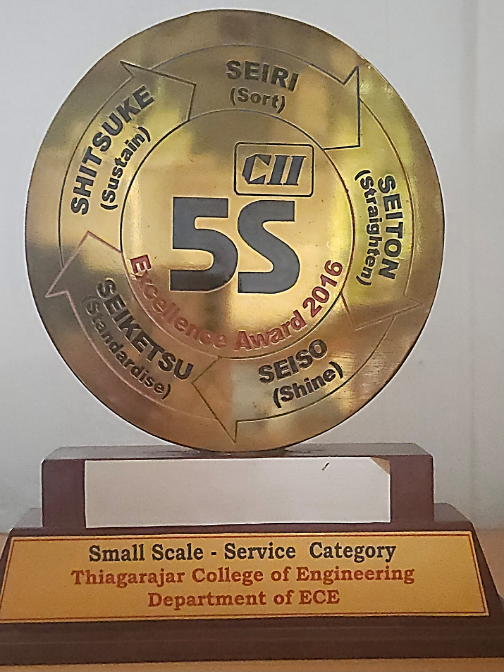 SEIRI
(Sort)
SEITON
(Straighten)
SEISO
(Shine)
SEIKETSU
(Standardise)
SHITSUKE
(Sustain)
CII
5S
Excellence Award 2016
Small Scale - Service Category
Thiagarajar College of Engineering
Department of ECE